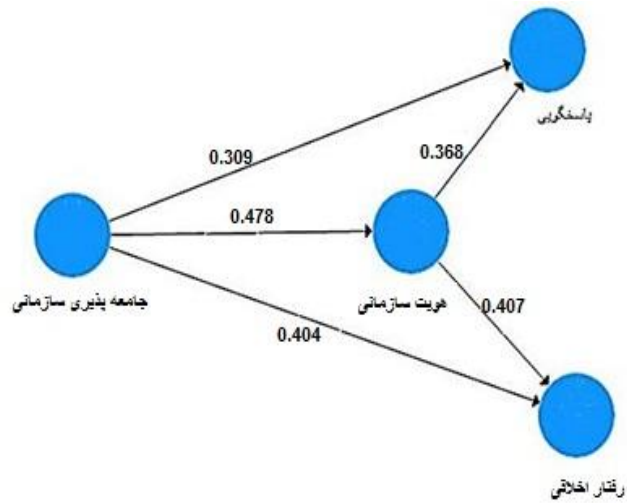 پاسخگویی
0.309
0.368
0.478
جامعه پذیری سازمانی
هویت سازمانی
0.407
0.404
رفتار اخلاقی